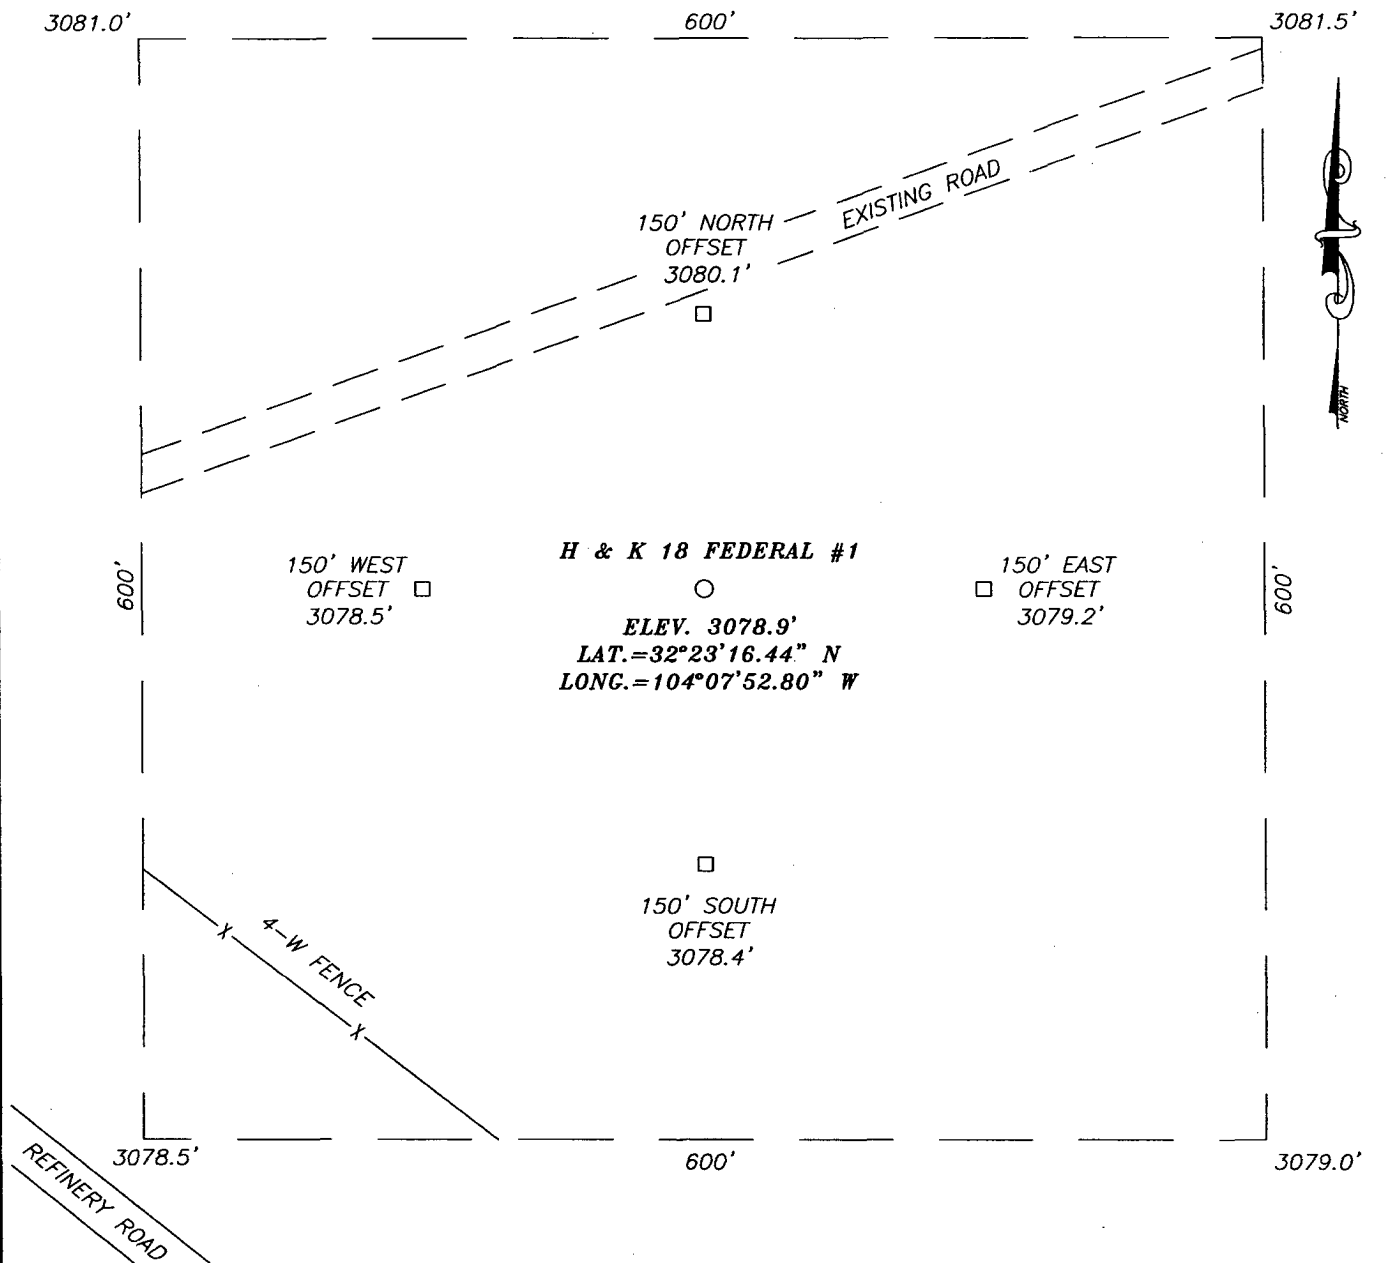 3081.0'
600'
3081.5'
EXISTING ROAD
150' NORTH
OFFSET
3080.1'
NORTH
H & K 18 FEDERAL #1
150' WEST
OFFSET
3078.5'
150' EAST
OFFSET
3079.2'
600'
600'
ELEV. 3078.9'
LAT.=32°23'16.44" N
LONG.=104°07'52.80" W
150' SOUTH
OFFSET
3078.4'
4-W FENCE
3078.5'
600'
3079.0'
REFINERY ROAD